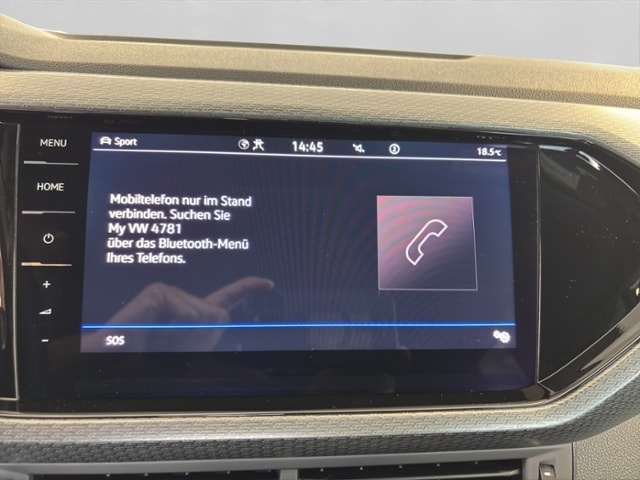 MENU
HOME
Sport
14:45
18.5°C
Mobiltelefon nur im Stand
verbinden. Suchen Sie
My VW 4781
über das Bluetooth-Menü
Ihres Telefons.
SOS